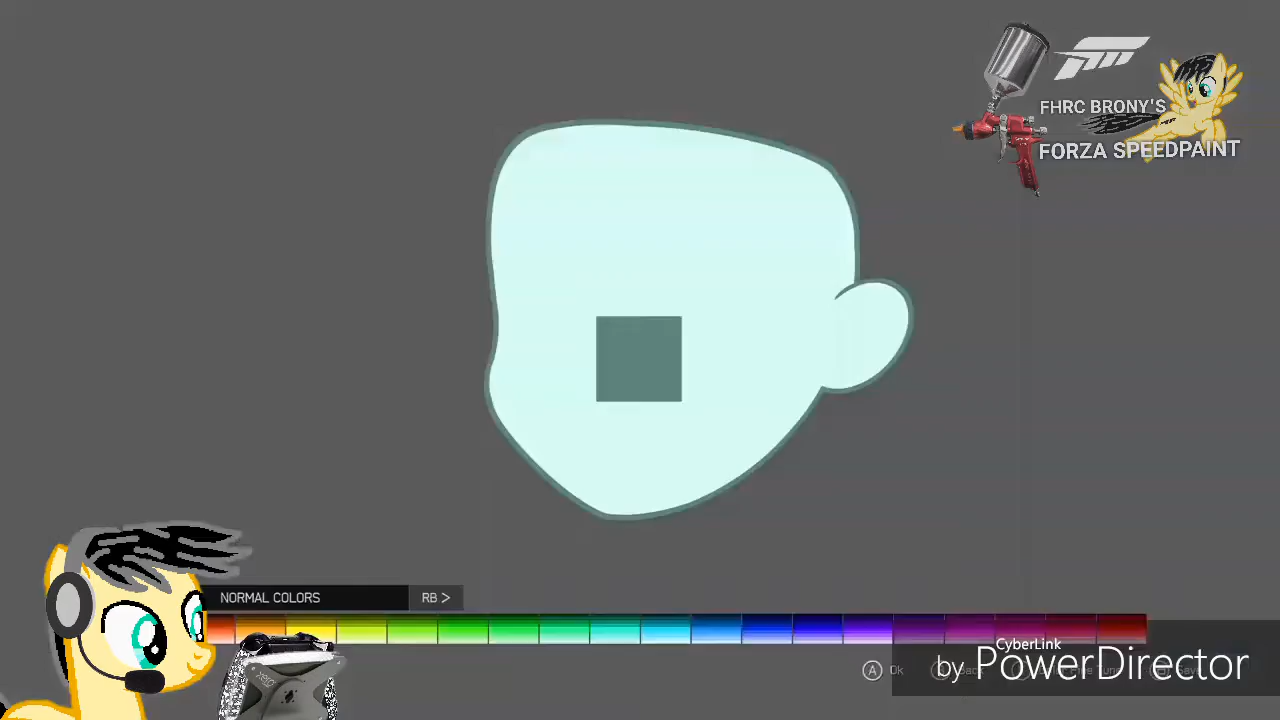 FHRC BRONY'S
FORZA SPEEDPAINT
NORMAL COLORS
RB >
A Ok
CyberLink
by PowerDirector